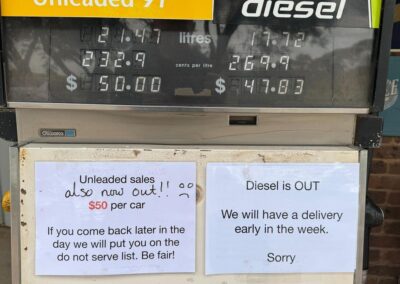 Unleaded 91
diesel
21.47 litres 17.72
232.9 cents per litre 269.9
$ 50.00 $ 47.83
Unleaded sales
also now out!!
$50 per car
If you come back later in the
day we will put you on the
do not serve list. Be fair!
Diesel is OUT
We will have a delivery
early in the week.
Sorry